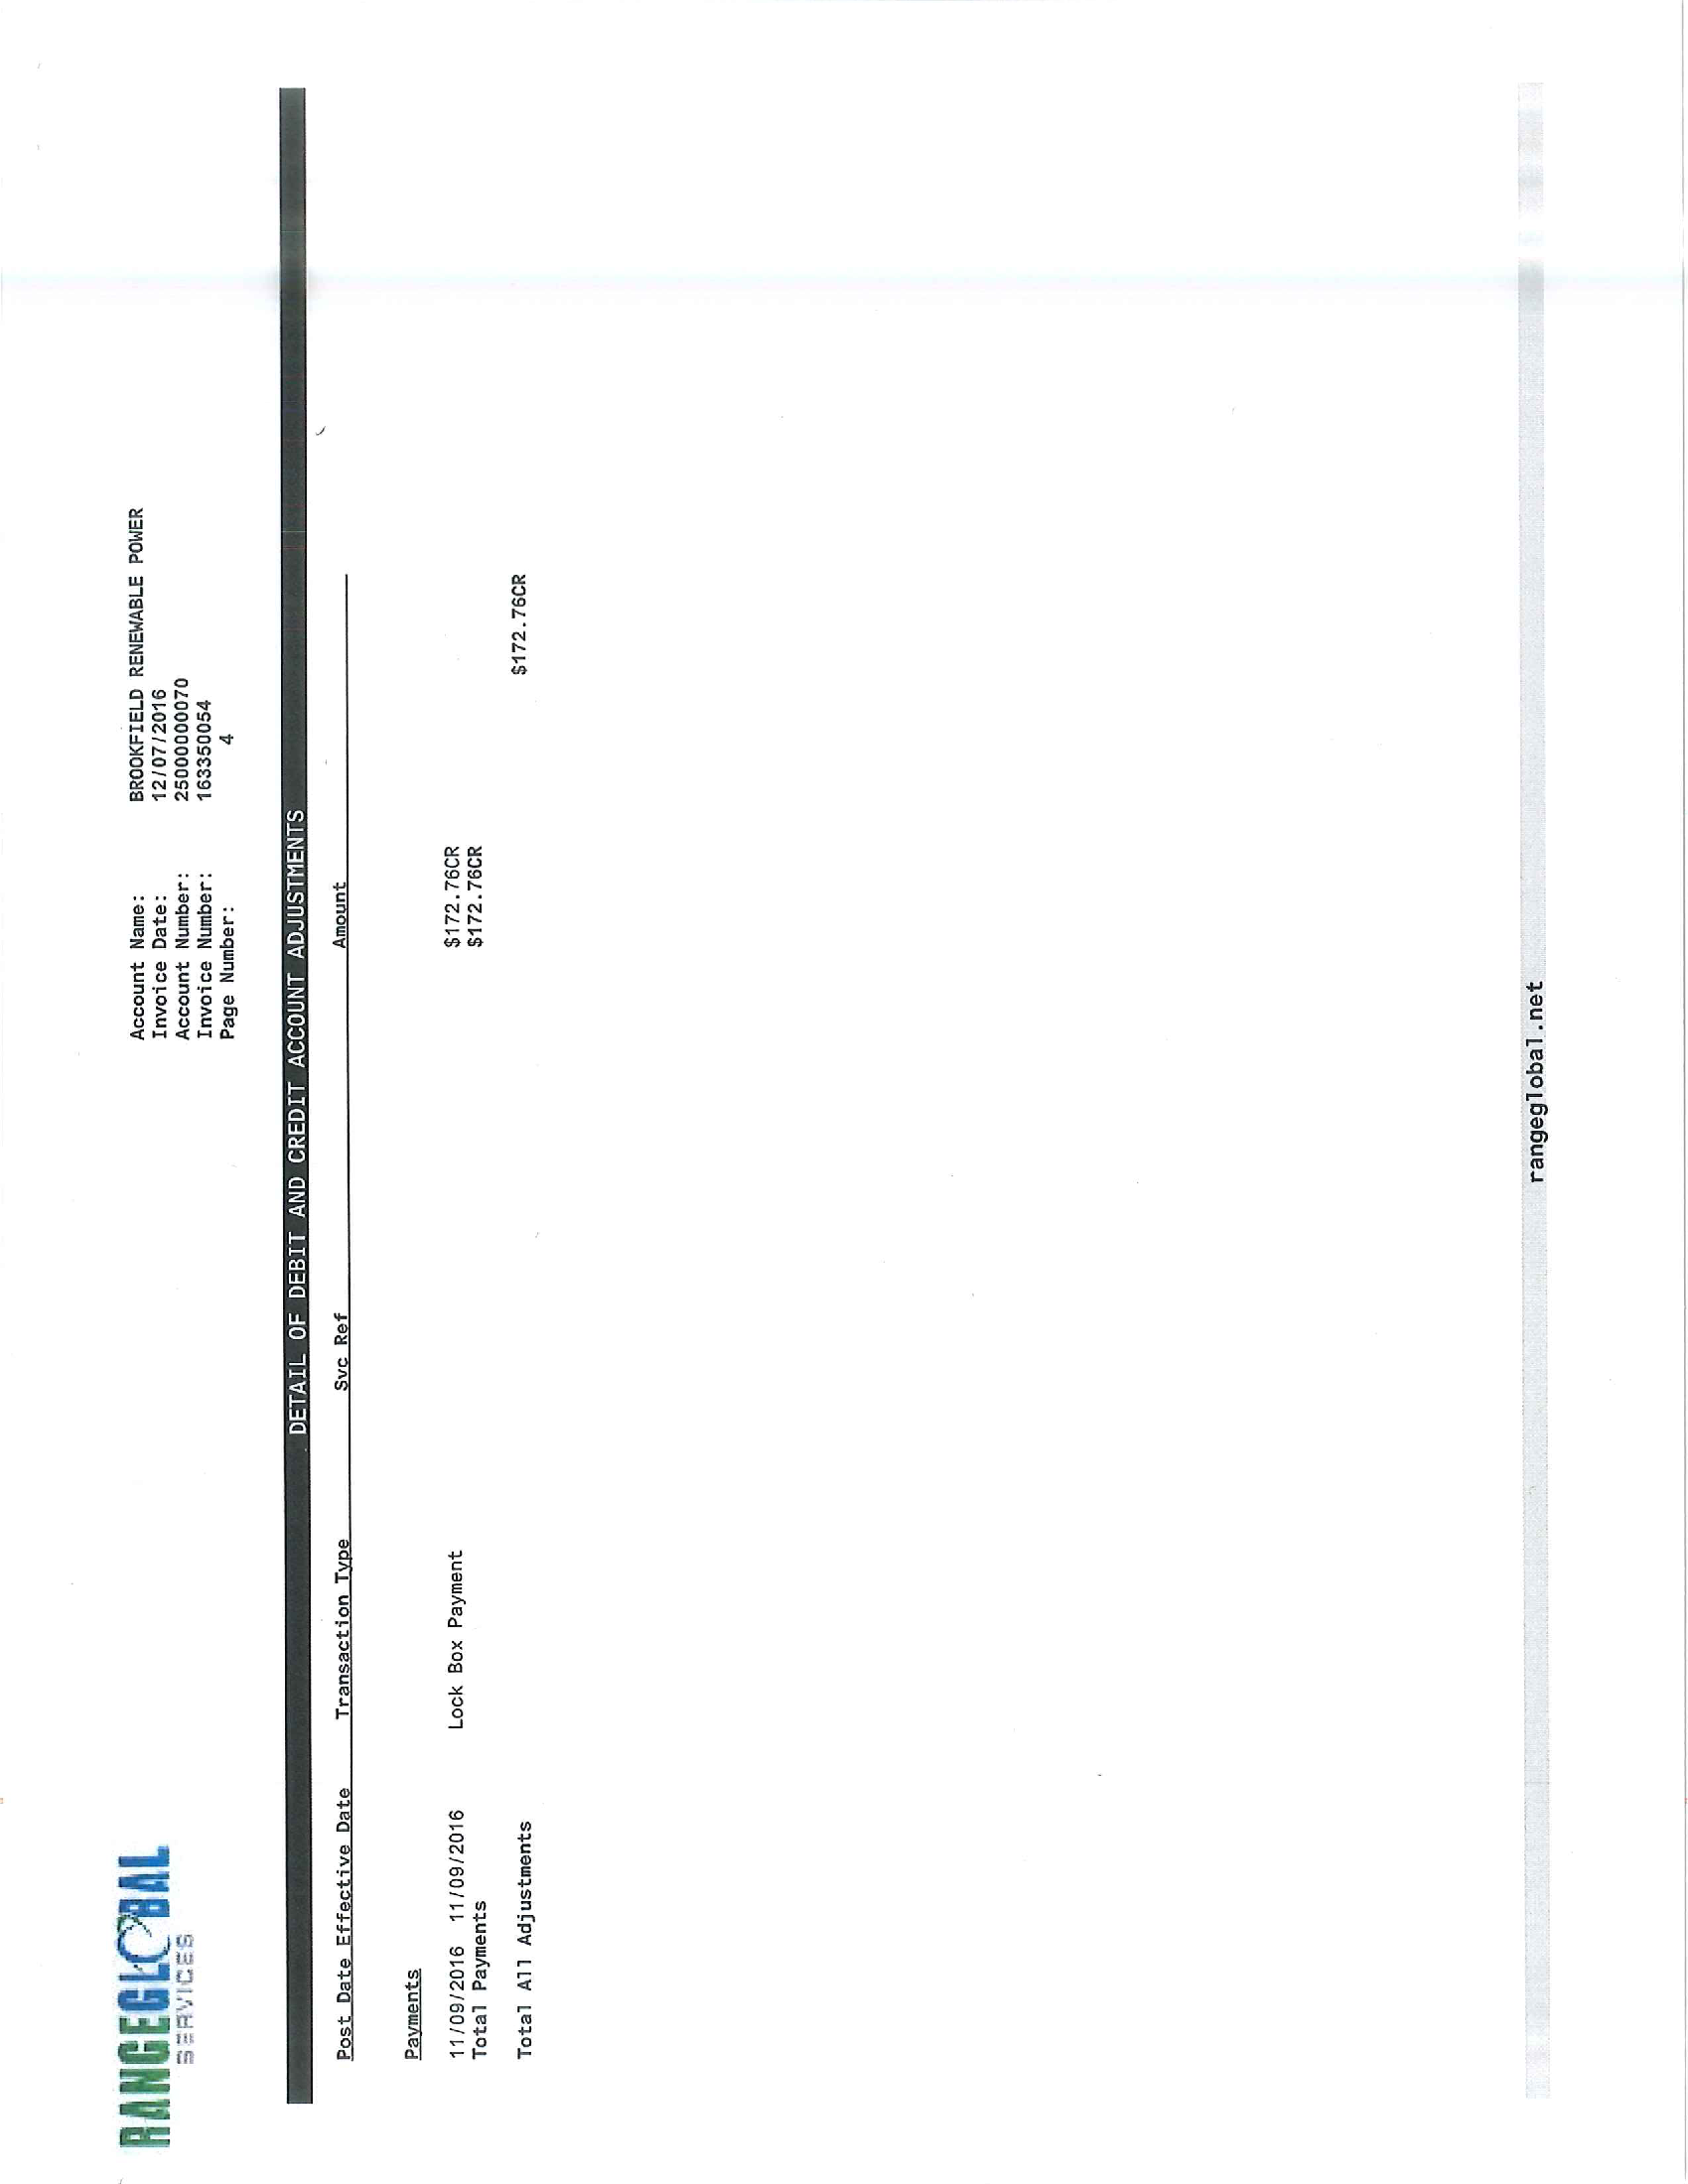 RANGEGLOBAL
SERVICES
Account Name: BROOKFIELD RENEWABLE POWER
Invoice Date: 12/07/2016
Account Number: 25000000070
Invoice Number: 163350054
Page Number: 4
DETAIL OF DEBIT AND CREDIT ACCOUNT ADJUSTMENTS
Post Date Effective Date Transaction Type Svc Ref Amount
Payments
11/09/2016 11/09/2016 Lock Box Payment $172.76CR
Total Payments $172.76CR
Total All Adjustments $172.76CR
rangeglobal.net